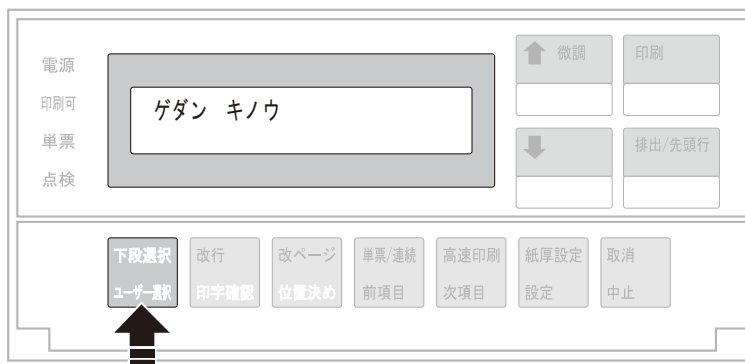 電源
印刷可
単票
点検
ゲダン キノウ
微調
印刷
排出/先頭行
下段選択
ユーザー選択
改行
印字確認
改ページ
位置決め
単票/連続
前項目
高速印刷
次項目
紙厚設定
設定
取消
中止